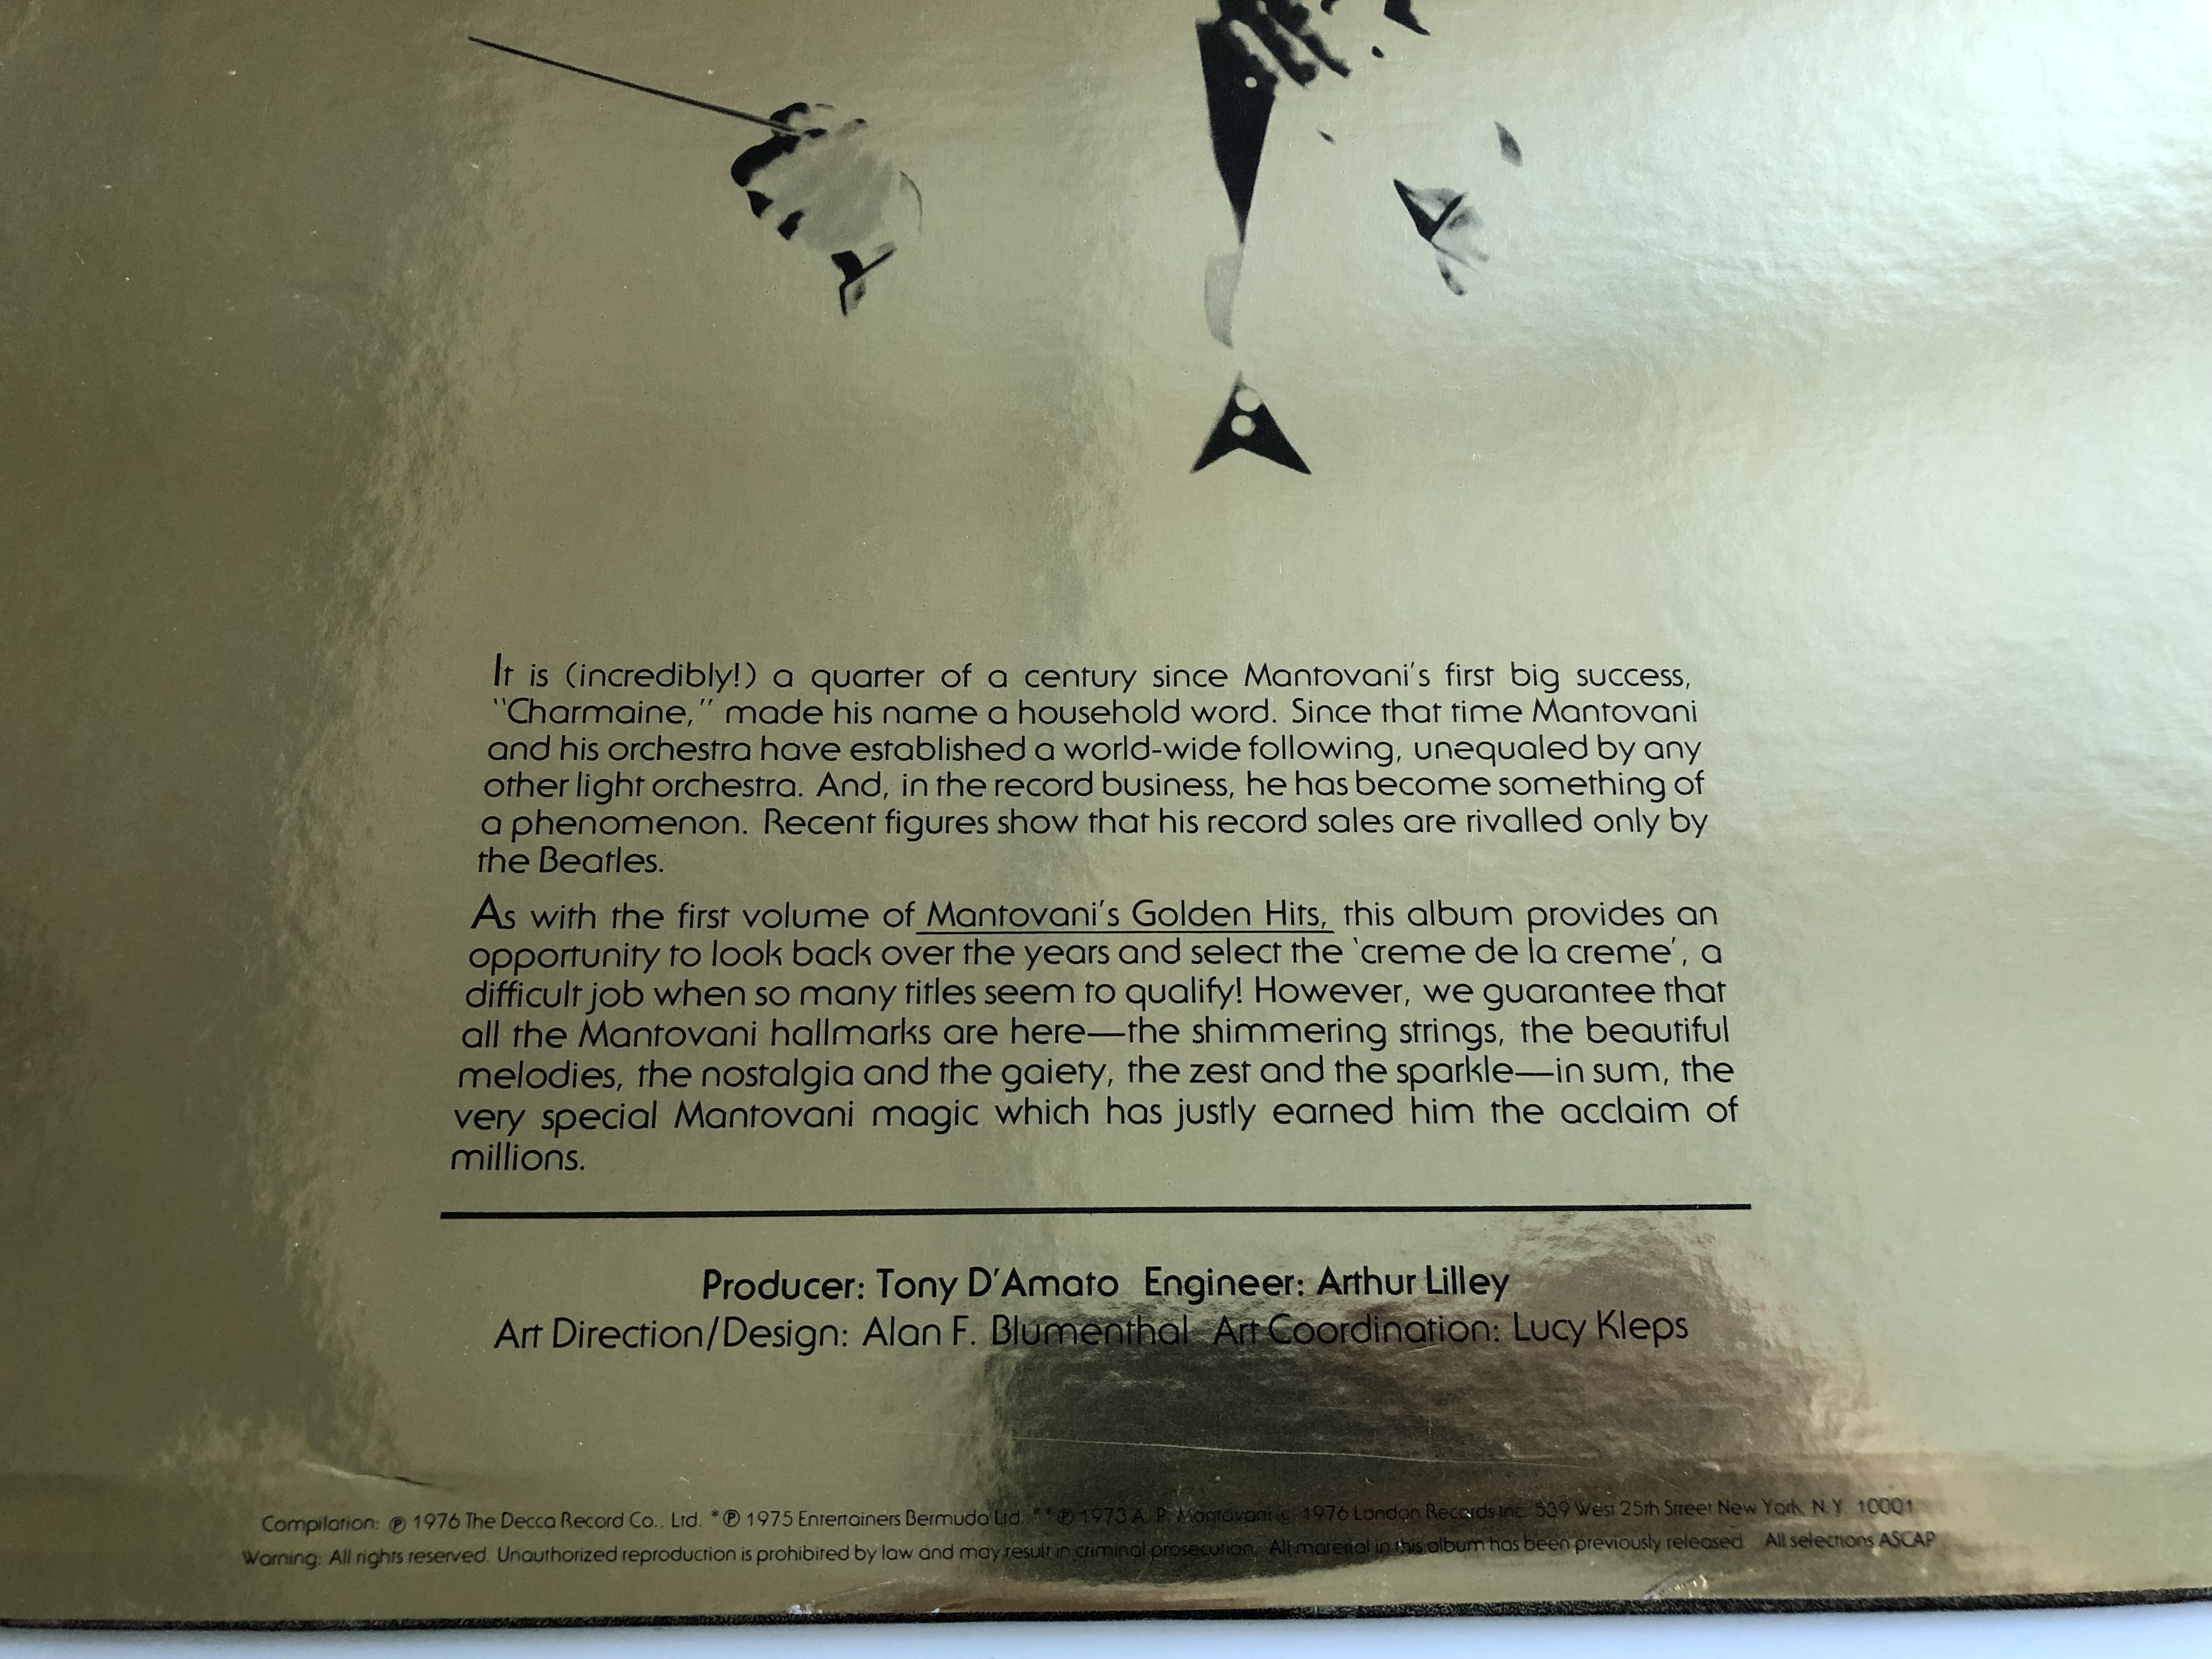 It is (incredibly!) a quarter of a century since Mantovani's first big success,
"Charmaine," made his name a household word. Since that time Mantovani
and his orchestra have established a world-wide following, unequaled by any
other light orchestra. And, in the record business, he has become something of
a phenomenon. Recent figures show that his record sales are rivalled only by
the Beatles.
As with the first volume of Mantovani's Golden Hits, this album provides an
opportunity to look back over the years and select the 'creme de la creme', a
difficult job when so many titles seem to qualify! However, we guarantee that
all the Mantovani hallmarks are here—the shimmering strings, the beautiful
melodies, the nostalgia and the gaiety, the zest and the sparkle—in sum, the
very special Mantovani magic which has justly earned him the acclaim of
millions.
Producer: Tony D'Amato Engineer: Arthur Lilley
Art Direction/Design: Alan F. Blumenthal Art Coordination: Lucy Kleps
Compilation: ℗ 1976 The Decca Record Co., Ltd. *℗ 1975 Entertainers Bermuda Ltd. **℗ 1973 A. P. Mantovani © 1976 London Records Inc. 539 West 25th Street New York, N.Y. 10001
Warning: All rights reserved. Unauthorized reproduction is prohibited by law and may result in criminal prosecution. All material in this album has been previously released. All selections ASCAP